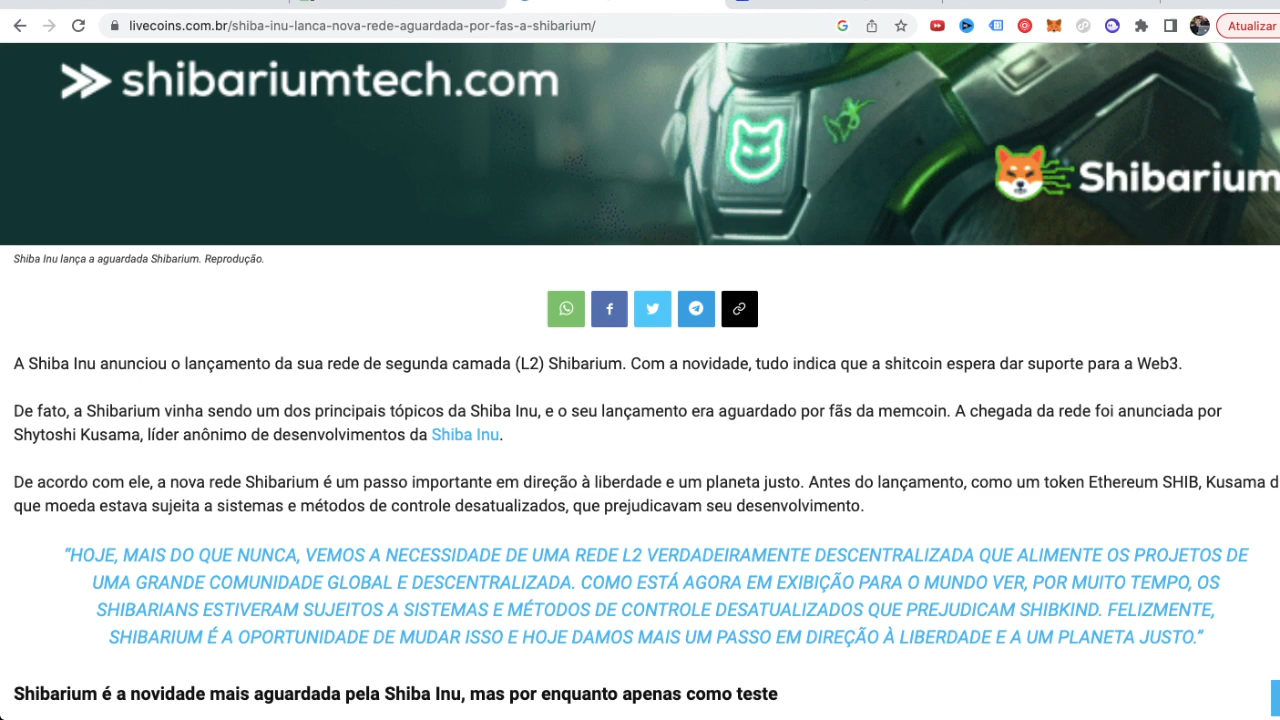 livecoins.com.br/shiba-inu-lanca-nova-rede-aguardada-por-fas-a-shibarium/
Atualizar
shibariumtech.com
Shibarium
Shiba Inu lança a aguardada Shibarium. Reprodução.
A Shiba Inu anunciou o lançamento da sua rede de segunda camada (L2) Shibarium. Com a novidade, tudo indica que a shitcoin espera dar suporte para a Web3.
De fato, a Shibarium vinha sendo um dos principais tópicos da Shiba Inu, e o seu lançamento era aguardado por fãs da memcoin. A chegada da rede foi anunciada por
Shytoshi Kusama, líder anônimo de desenvolvimentos da Shiba Inu.
De acordo com ele, a nova rede Shibarium é um passo importante em direção à liberdade e um planeta justo. Antes do lançamento, como um token Ethereum SHIB, Kusama d
que moeda estava sujeita a sistemas e métodos de controle desatualizados, que prejudicavam seu desenvolvimento.
“HOJE, MAIS DO QUE NUNCA, VEMOS A NECESSIDADE DE UMA REDE L2 VERDADEIRAMENTE DESCENTRALIZADA QUE ALIMENTE OS PROJETOS DE
UMA GRANDE COMUNIDADE GLOBAL E DESCENTRALIZADA. COMO ESTÁ AGORA EM EXIBIÇÃO PARA O MUNDO VER, POR MUITO TEMPO, OS
SHIBARIANS ESTIVERAM SUJEITOS A SISTEMAS E MÉTODOS DE CONTROLE DESATUALIZADOS QUE PREJUDICAM SHIBKIND. FELIZMENTE,
SHIBARIUM É A OPORTUNIDADE DE MUDAR ISSO E HOJE DAMOS MAIS UM PASSO EM DIREÇÃO À LIBERDADE E A UM PLANETA JUSTO.”
Shibarium é a novidade mais aguardada pela Shiba Inu, mas por enquanto apenas como teste